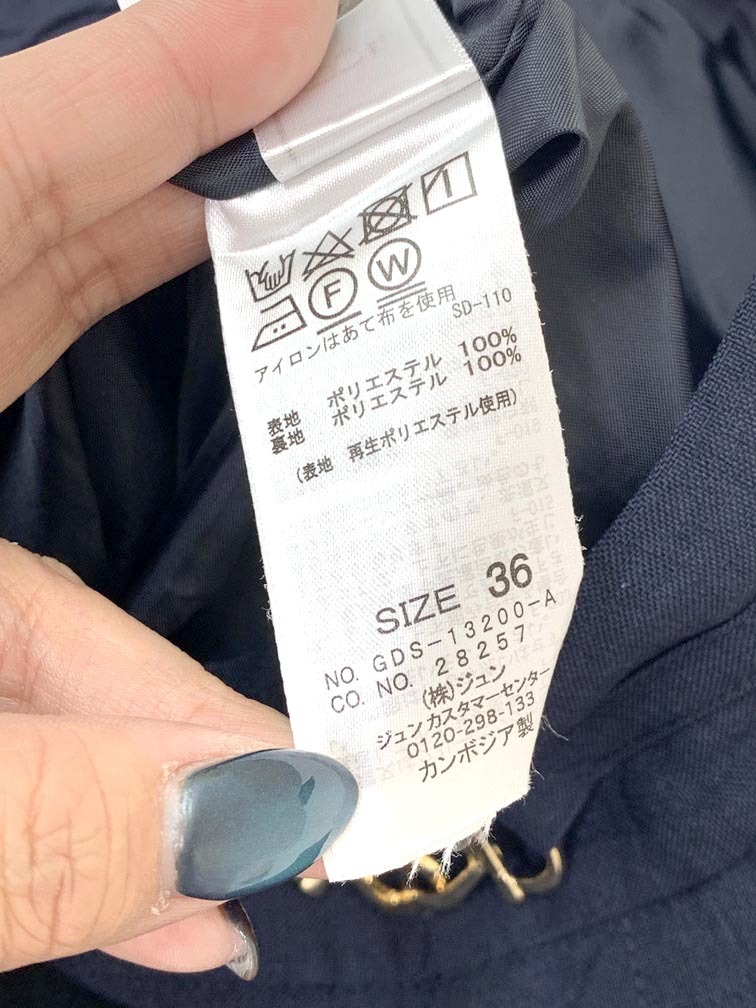 F W
アイロンはあて布を使用 SD-110
表地 ポリエステル 100%
裏地 ポリエステル 100%
(表地 再生ポリエステル使用)
SIZE 36
NO. GDS-13200-A
CO. NO. 28257
(株)ジュン
ジュン カスタマーセンター
0120-298-133
カンボジア製